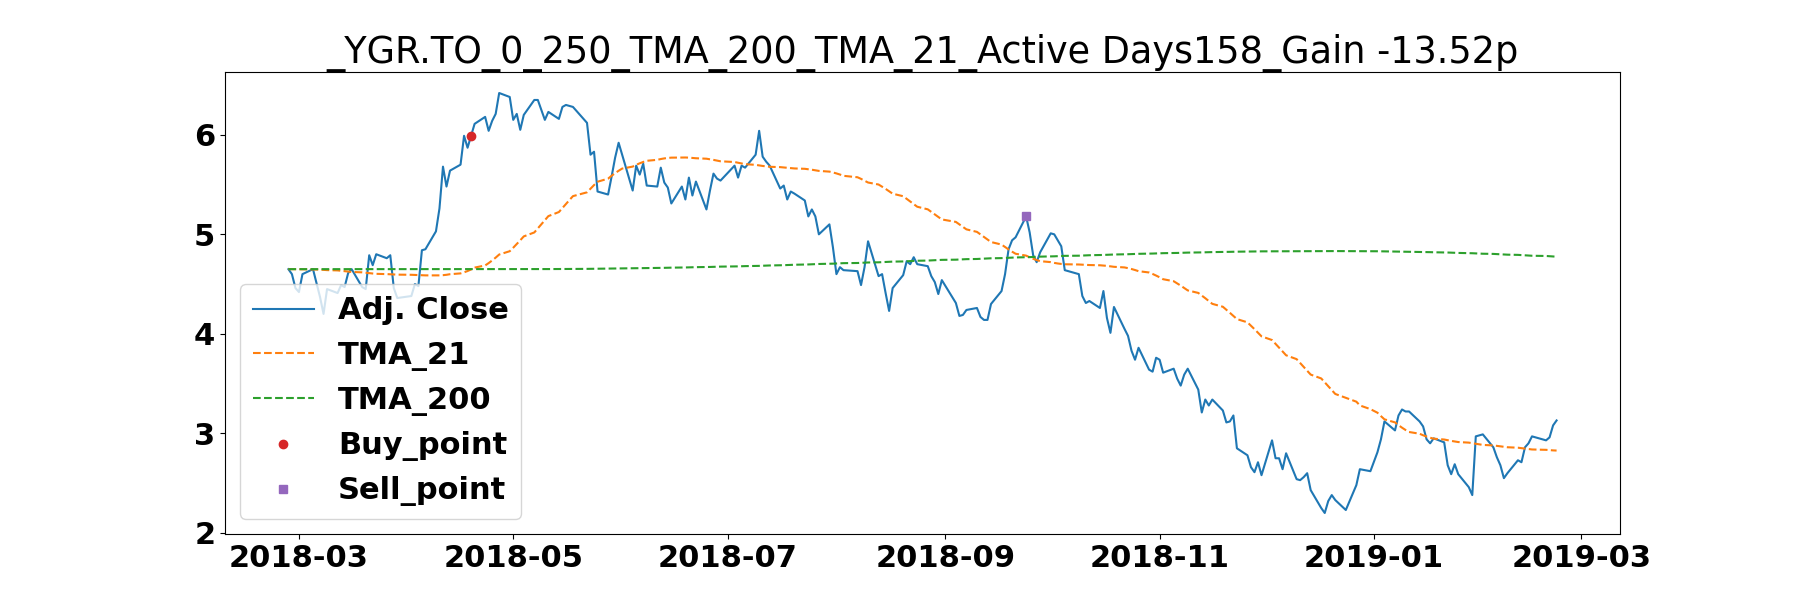 _YGR.TO_0_250_TMA_200_TMA_21_Active Days158_Gain -13.52p
6
5
4
3
2
Adj. Close
TMA_21
TMA_200
Buy_point
Sell_point
2018-03 2018-05 2018-07 2018-09 2018-11 2019-01 2019-03